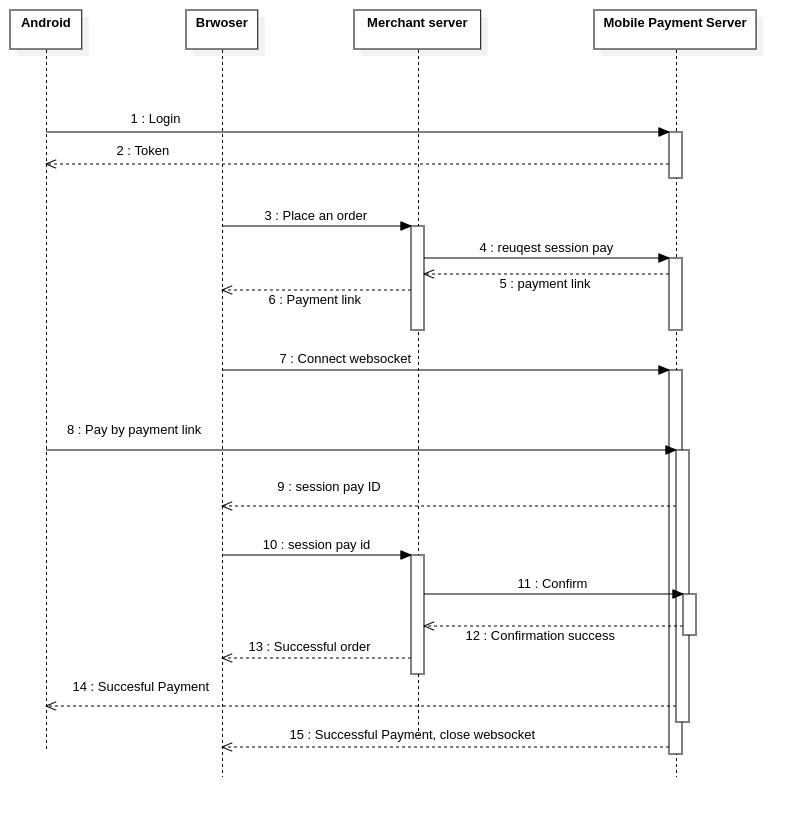 Android
Brwoser
Merchant server
Mobile Payment Server
1 : Login
2 : Token
3 : Place an order
4 : reuqest session pay
5 : payment link
6 : Payment link
7 : Connect websocket
8 : Pay by payment link
9 : session pay ID
10 : session pay id
11 : Confirm
12 : Confirmation success
13 : Successful order
14 : Succesful Payment
15 : Successful Payment, close websocket